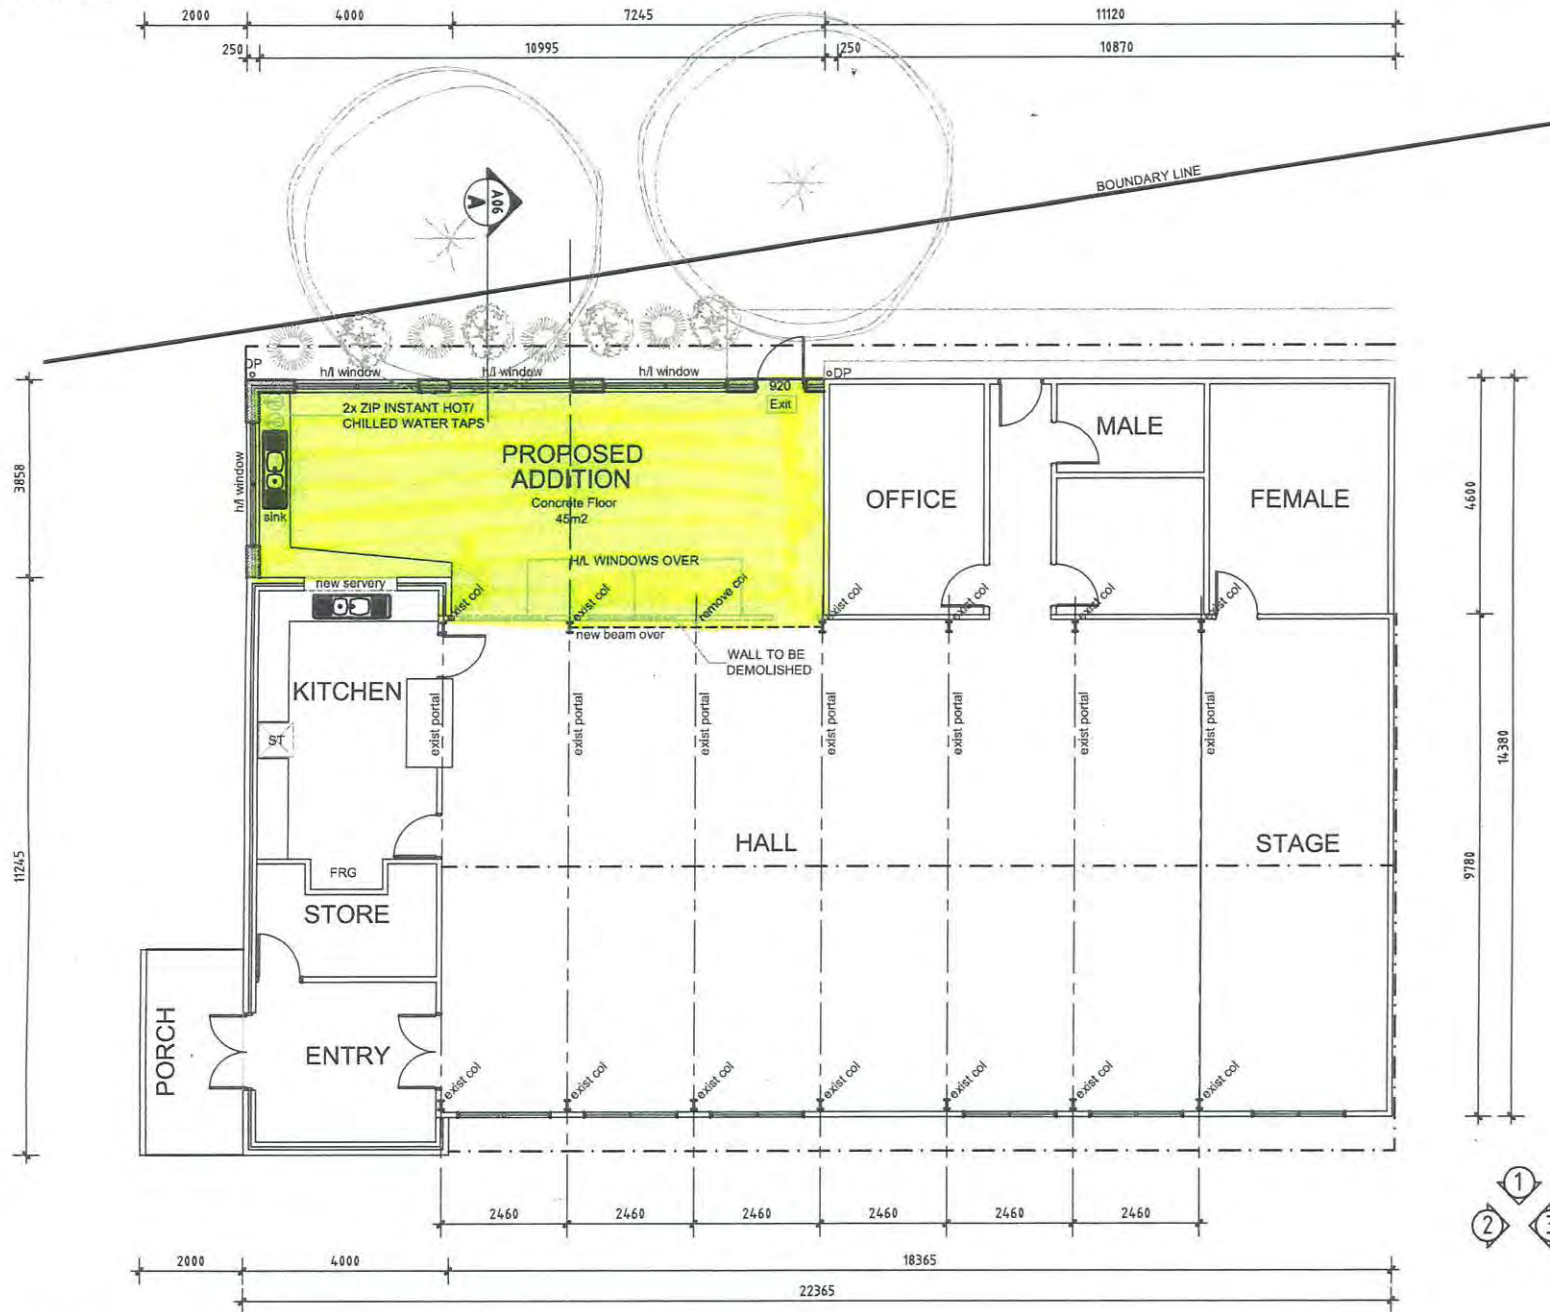 2000 4000 7245 11120
250 10995 250 10870
BOUNDARY LINE
A06
A
DP
h/l window h/l window h/l window
DP
920
Exit
2x ZIP INSTANT HOT/
CHILLED WATER TAPS
PROPOSED
ADDITION
Concrete Floor
45m2
h/l window
sink
H/L WINDOWS OVER
OFFICE
MALE
FEMALE
3858
4600
new servery
exist col exist col remove col exist col exist col exist col exist col
new beam over
WALL TO BE
DEMOLISHED
KITCHEN
ST
exist portal exist portal exist portal exist portal exist portal exist portal exist portal
14380
HALL
STAGE
11245
9780
FRG
STORE
PORCH
ENTRY
exist col exist col exist col exist col exist col exist col exist col
2460 2460 2460 2460 2460 2460
1
2 3
2000 4000 18365
22365